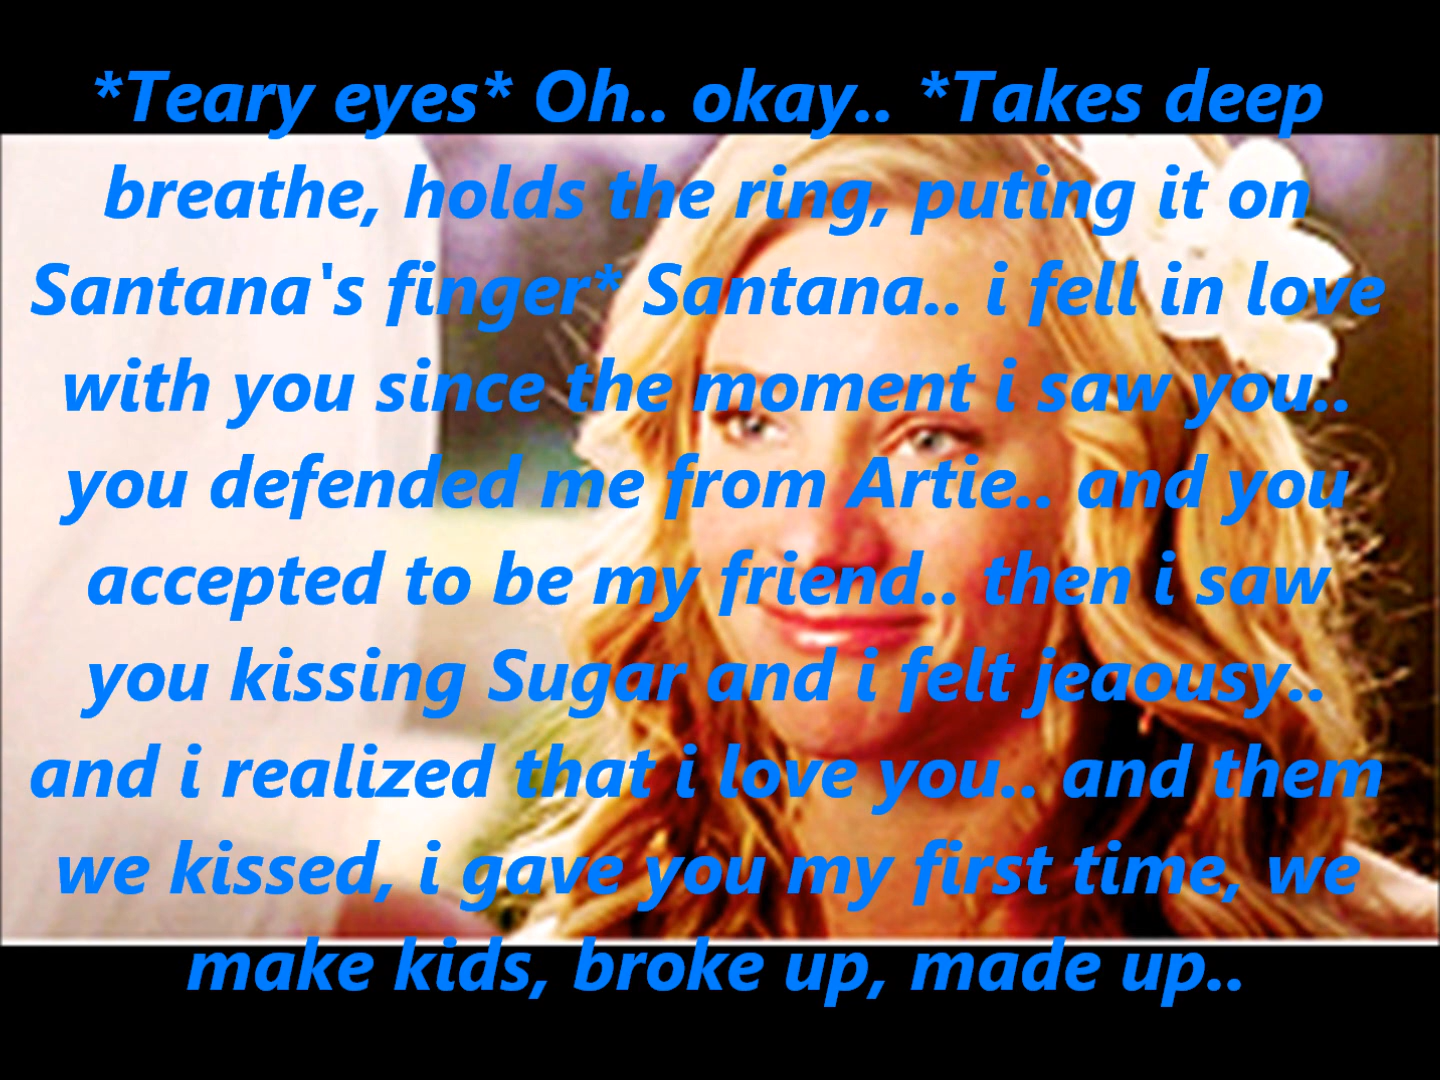 *Teary eyes* Oh.. okay.. *Takes deep
breathe, holds the ring, puting it on
Santana's finger* Santana.. i fell in love
with you since the moment i saw you..
you defended me from Artie.. and you
accepted to be my friend.. then i saw
you kissing Sugar and i felt jeaousy..
and i realized that i love you.. and them
we kissed, i gave you my first time, we
make kids, broke up, made up..